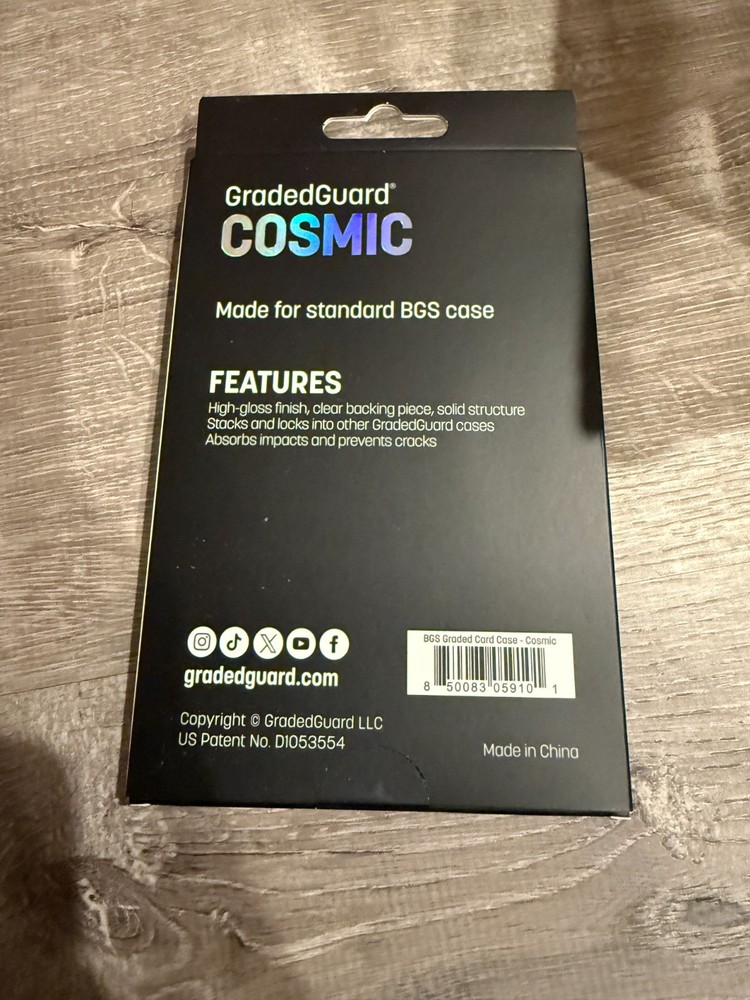 GradedGuard®
COSMIC
Made for standard BGS case
FEATURES
High-gloss finish, clear backing piece, solid structure
Stacks and locks into other GradedGuard cases
Absorbs impacts and prevents cracks
gradedguard.com
BGS Graded Card Case - Cosmic
8 50083 05910 1
Copyright © GradedGuard LLC
US Patent No. D1053554
Made in China